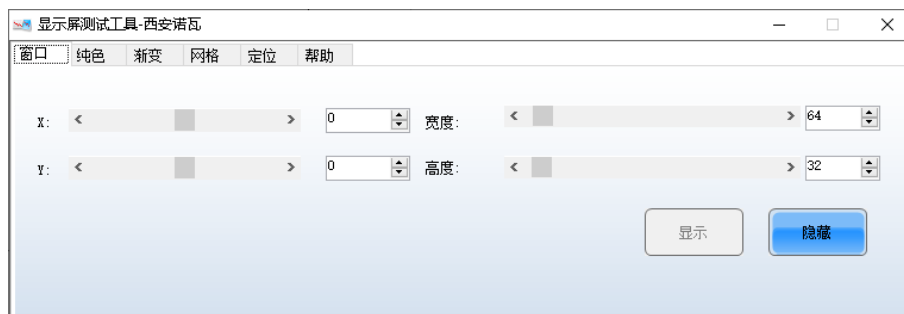 显示屏测试工具-西安诺瓦
窗口 纯色 渐变 网格 定位 帮助
X: 0 宽度: 64
Y: 0 高度: 32
显示 隐藏